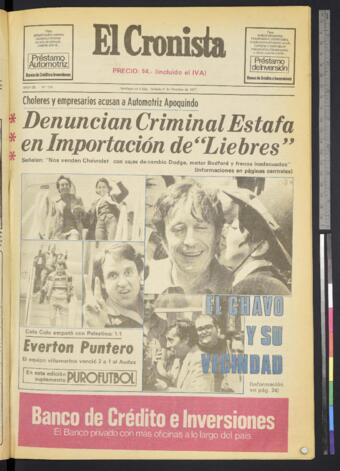 Préstamo
Automotriz
Banco de Crédito e Inversiones
El Cronista
PRECIO: $4.- (incluido el IVA)
Préstamo
de Inversión
Banco de Crédito e Inversiones
Choferes y empresarios acusan a Automotriz Apoquindo
* Denuncian Criminal Estafa
* en Importación de "Liebres"
*
Señalan: "Nos venden Chevrolet con cajas de cambio Dodge, motor Bedford y frenos inadecuados"
(Informaciones en páginas centrales)
EL CHAVO
Y SU
VECINDAD
(Información
en pág. 24)
Colo Colo empató con Palestino: 1-1
Everton Puntero
El equipo viñamarino venció 2 a 1 al Audax
En esta edición
suplemento
PUROFUTBOL
Banco de Crédito e Inversiones
El Banco privado con más oficinas a lo largo del país.